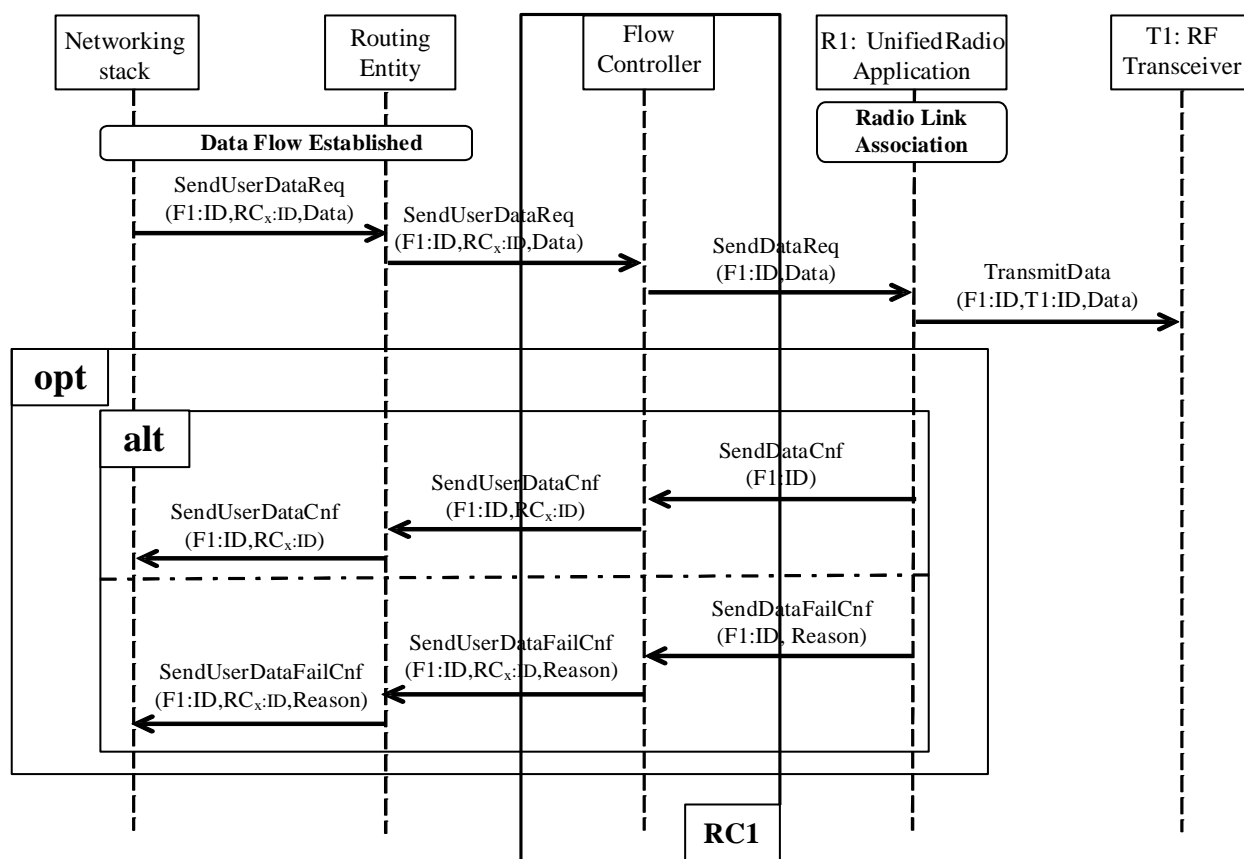 Networking
stack
Routing
Entity
Flow
Controller
R1: UnifiedRadio
Application
T1: RF
Transceiver
Data Flow Established
Radio Link
Association
SendUserDataReq
(F1:ID,RCx:ID,Data)
SendUserDataReq
(F1:ID,RCx:ID,Data)
SendDataReq
(F1:ID,Data)
TransmitData
(F1:ID,T1:ID,Data)
opt
alt
SendDataCnf
(F1:ID)
SendUserDataCnf
(F1:ID,RCx:ID)
SendUserDataCnf
(F1:ID,RCx:ID)
SendDataFailCnf
(F1:ID, Reason)
SendUserDataFailCnf
(F1:ID,RCx:ID,Reason)
SendUserDataFailCnf
(F1:ID,RCx:ID,Reason)
RC1